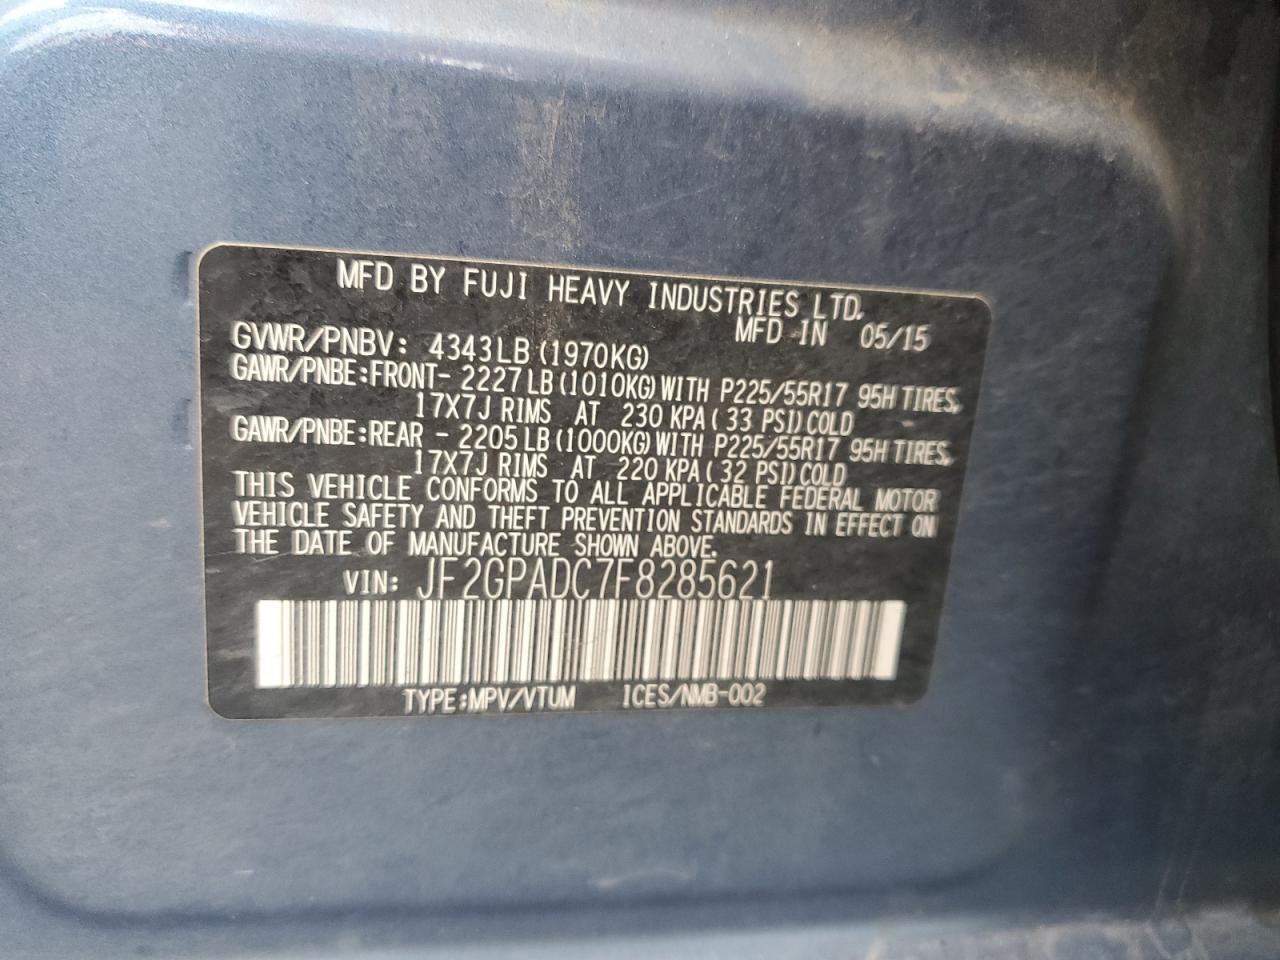 MFD BY FUJI HEAVY INDUSTRIES LTD.
MFD IN 05/15
GVWR/PNBV: 4343LB (1970KG)
GAWR/PNBE:FRONT- 2227LB(1010KG)WITH P225/55R17 95H TIRES,
17X7J RIMS AT 230 KPA( 33 PSI)COLD
GAWR/PNBE:REAR - 2205LB(1000KG)WITH P225/55R17 95H TIRES,
17X7J RIMS AT 220 KPA( 32 PSI)COLD
THIS VEHICLE CONFORMS TO ALL APPLICABLE FEDERAL MOTOR
VEHICLE SAFETY AND THEFT PREVENTION STANDARDS IN EFFECT ON
THE DATE OF MANUFACTURE SHOWN ABOVE.
VIN: JF2GPADC7F8285621
TYPE:MPV/VTUM ICES/NMB-002